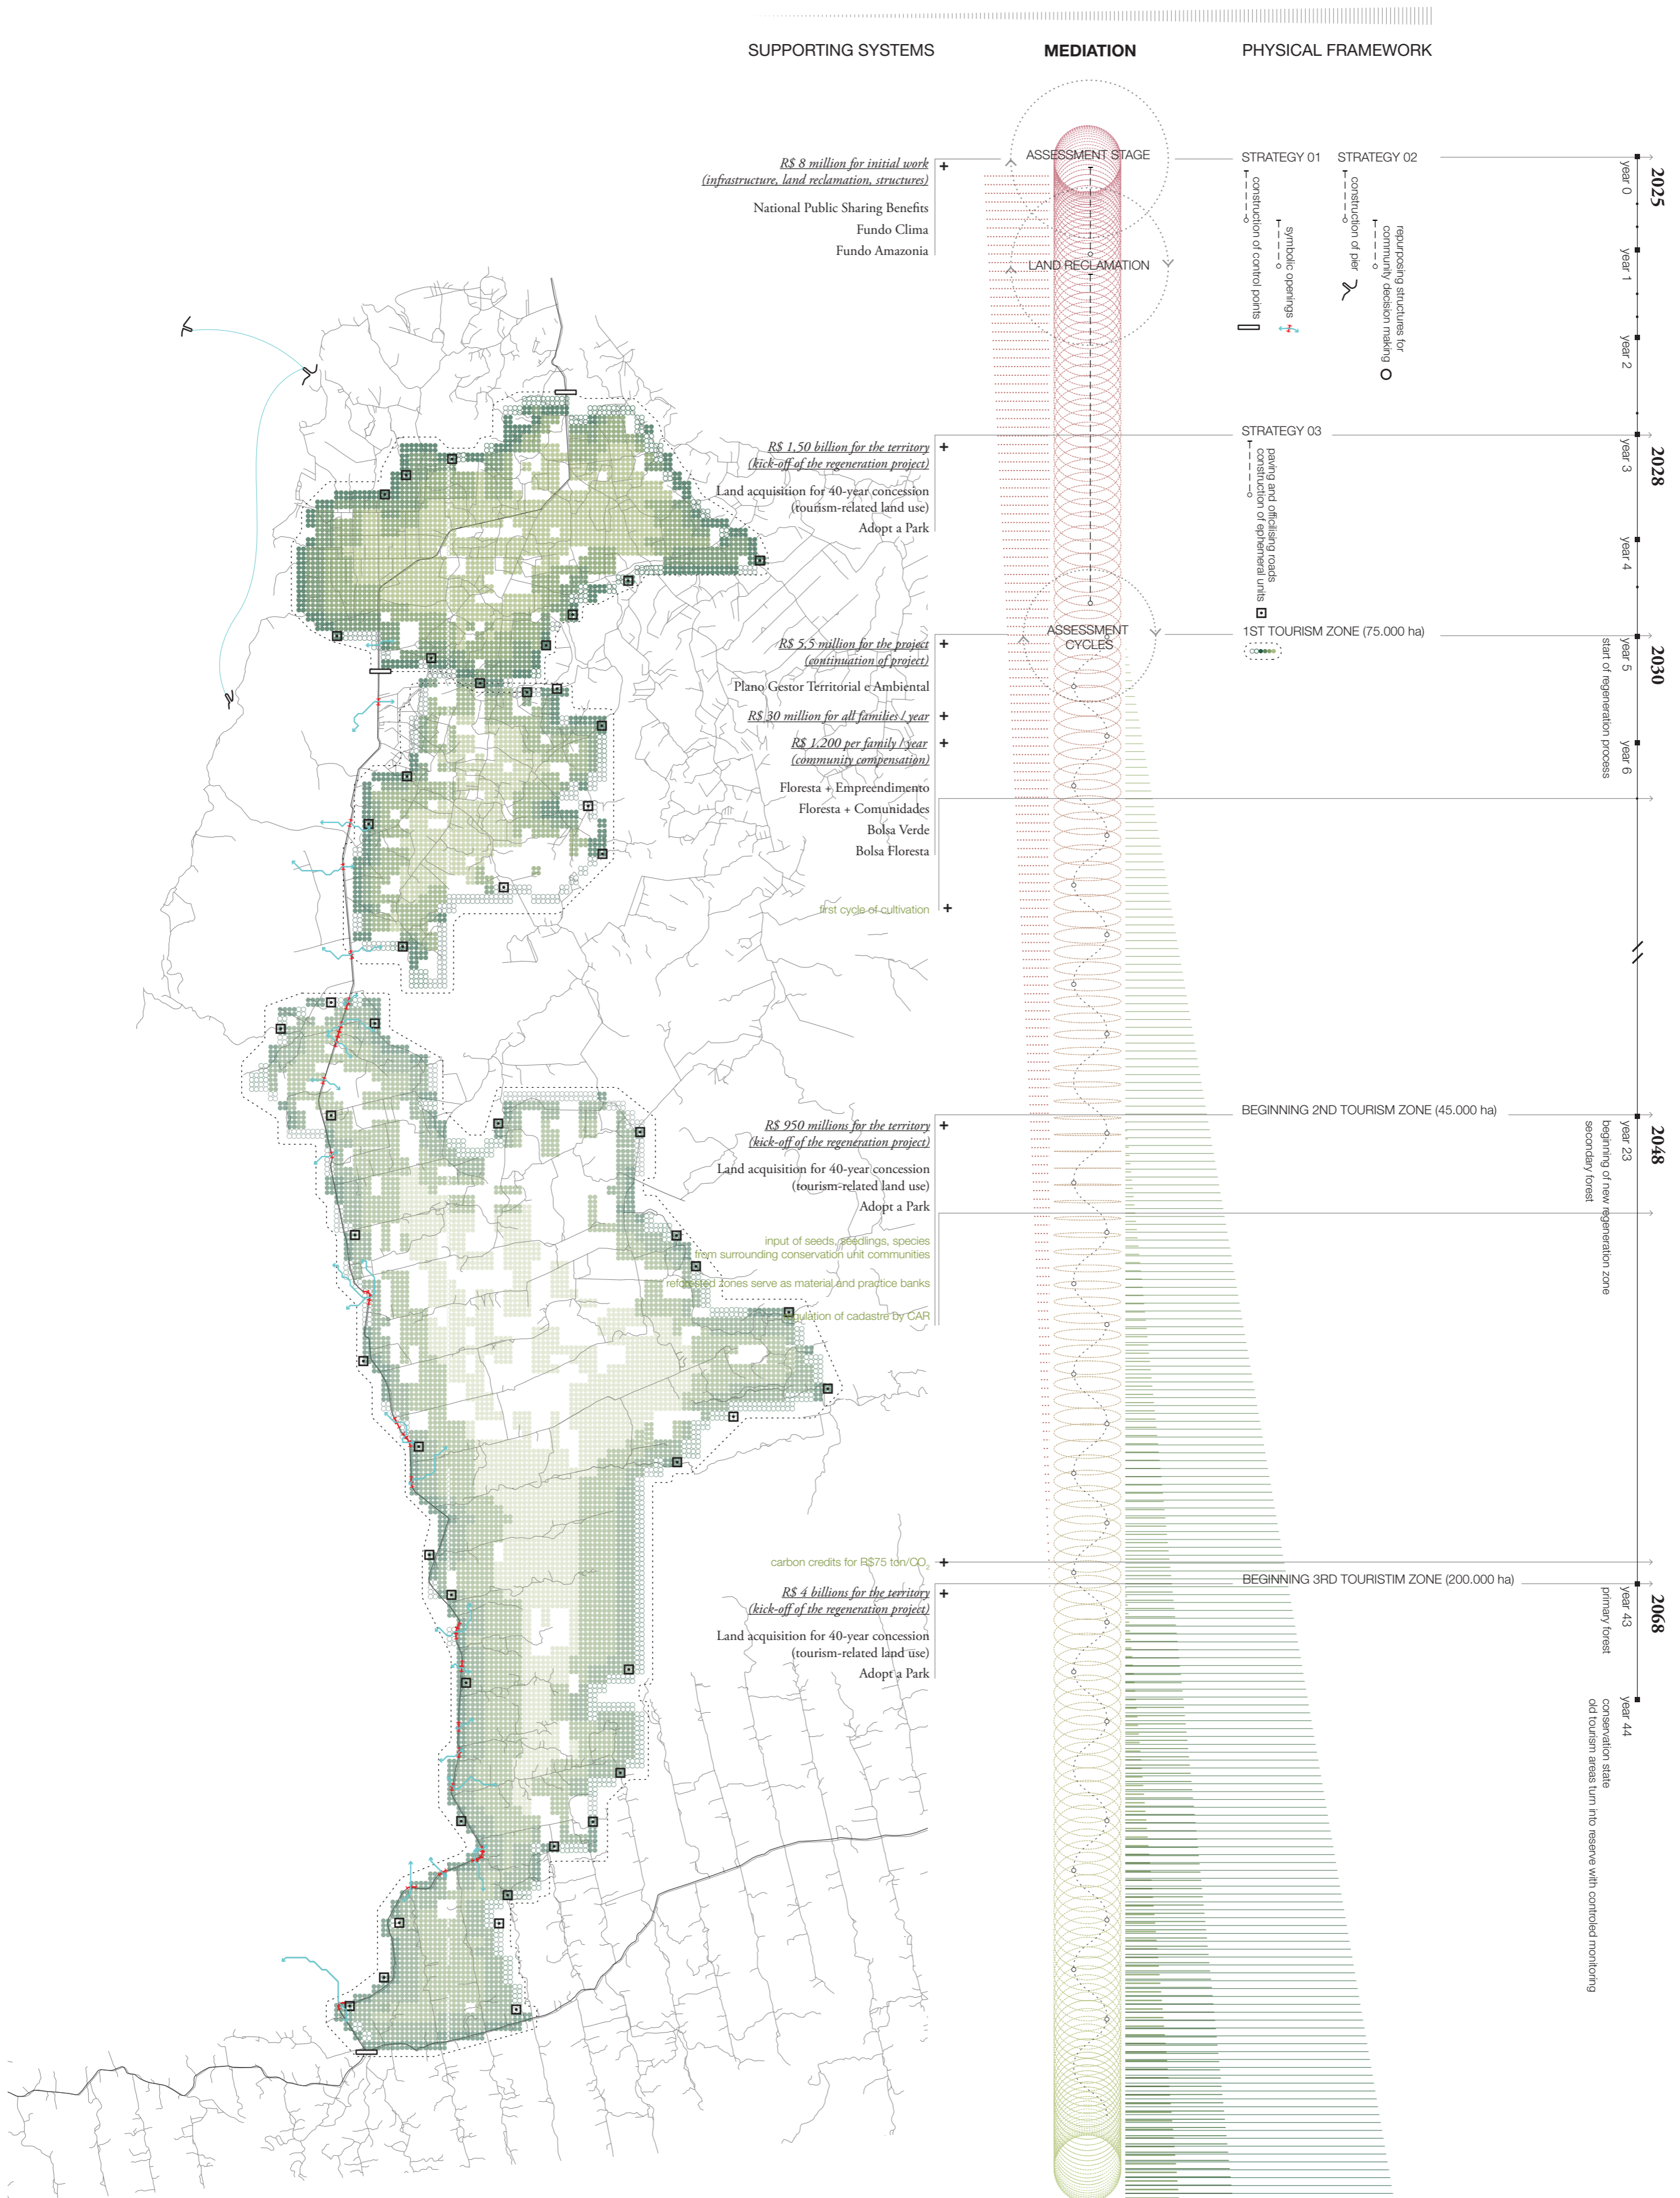 SUPPORTING SYSTEMS
MEDIATION
PHYSICAL FRAMEWORK
R$ 8 million for initial work
(infrastructure, land reclamation, structures)
National Public Sharing Benefits
Fundo Clima
Fundo Amazonia
ASSESSMENT STAGE
LAND RECLAMATION
STRATEGY 01
STRATEGY 02
construction of control points
symbolic openings
construction of pier
repurposing structures for
community decision making
year 0
2025
year 1
year 2
R$ 1,50 billion for the territory
(kick-off of the regeneration project)
Land acquisition for 40-year concession
(tourism-related land use)
Adopt a Park
STRATEGY 03
paving and officilising roads
construction of ephemeral units
year 3
2028
year 4
R$ 5,5 million for the project
(continuation of project)
Plano Gestor Territorial e Ambiental
R$ 30 million for all families / year
R$ 1.200 per family / year
(community compensation)
Floresta + Empreendimento
Floresta + Comunidades
Bolsa Verde
Bolsa Floresta
first cycle of cultivation
ASSESSMENT
CYCLES
1ST TOURISM ZONE (75.000 ha)
year 5
start of regeneration process
2030
year 6
R$ 950 millions for the territory
(kick-off of the regeneration project)
Land acquisition for 40-year concession
(tourism-related land use)
Adopt a Park
input of seeds, seedlings, species
from surrounding conservation unit communities
reforested zones serve as material and practice banks
regulation of cadastre by CAR
BEGINNING 2ND TOURISM ZONE (45.000 ha)
year 23
begining of new regeneration zone
secondary forest
2048
carbon credits for R$75 ton/CO2
R$ 4 billions for the territory
(kick-off of the regeneration project)
Land acquisition for 40-year concession
(tourism-related land use)
Adopt a Park
BEGINNING 3RD TOURISTIM ZONE (200.000 ha)
year 43
primary forest
2068
year 44
conservation state
old tourism areas turn into reserve with controled monitoring